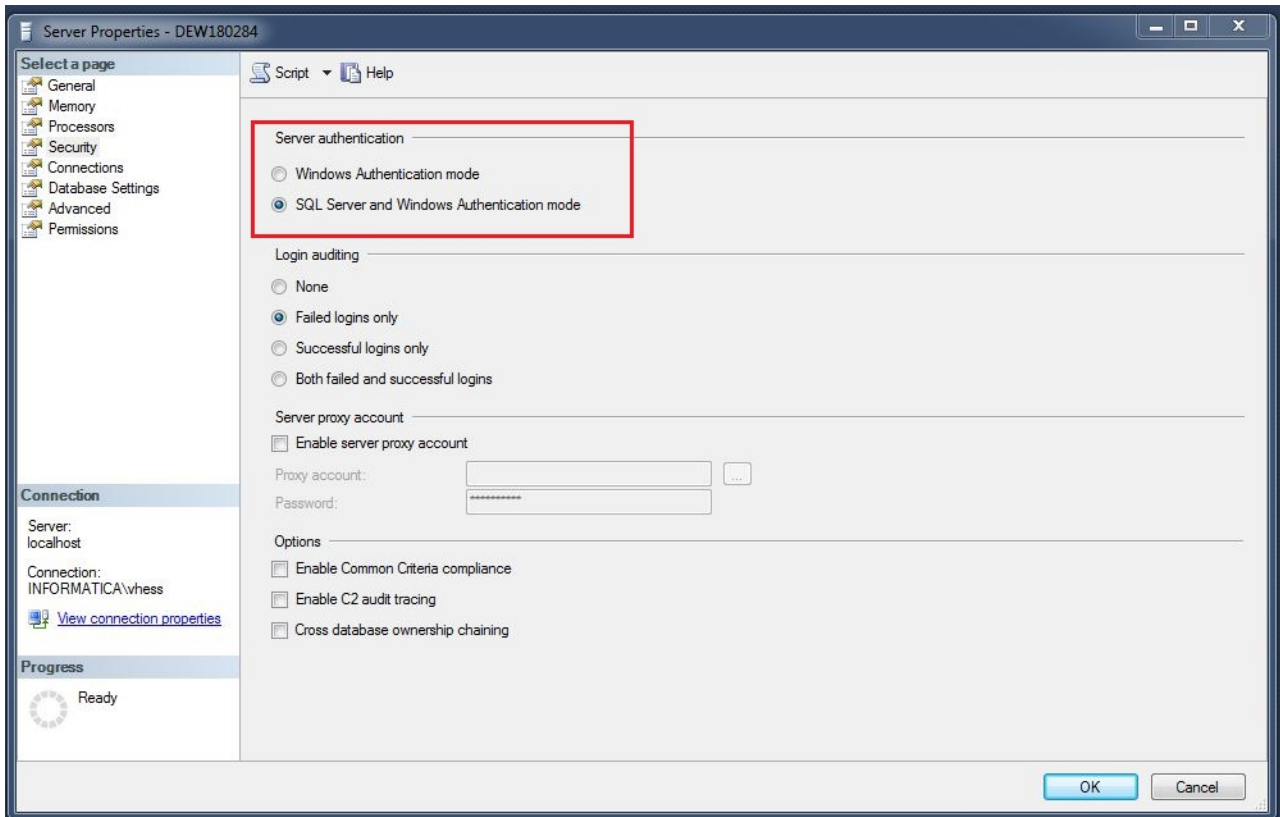 Server Properties - DEW180284
Select a page
General
Memory
Processors
Security
Connections
Database Settings
Advanced
Permissions
Connection
Server:
localhost
Connection:
INFORMATICA\vhess
View connection properties
Progress
Ready
Script Help
Server authentication
Windows Authentication mode
SQL Server and Windows Authentication mode
Login auditing
None
Failed logins only
Successful logins only
Both failed and successful logins
Server proxy account
Enable server proxy account
Proxy account:
...
Password:
**********
Options
Enable Common Criteria compliance
Enable C2 audit tracing
Cross database ownership chaining
OK Cancel